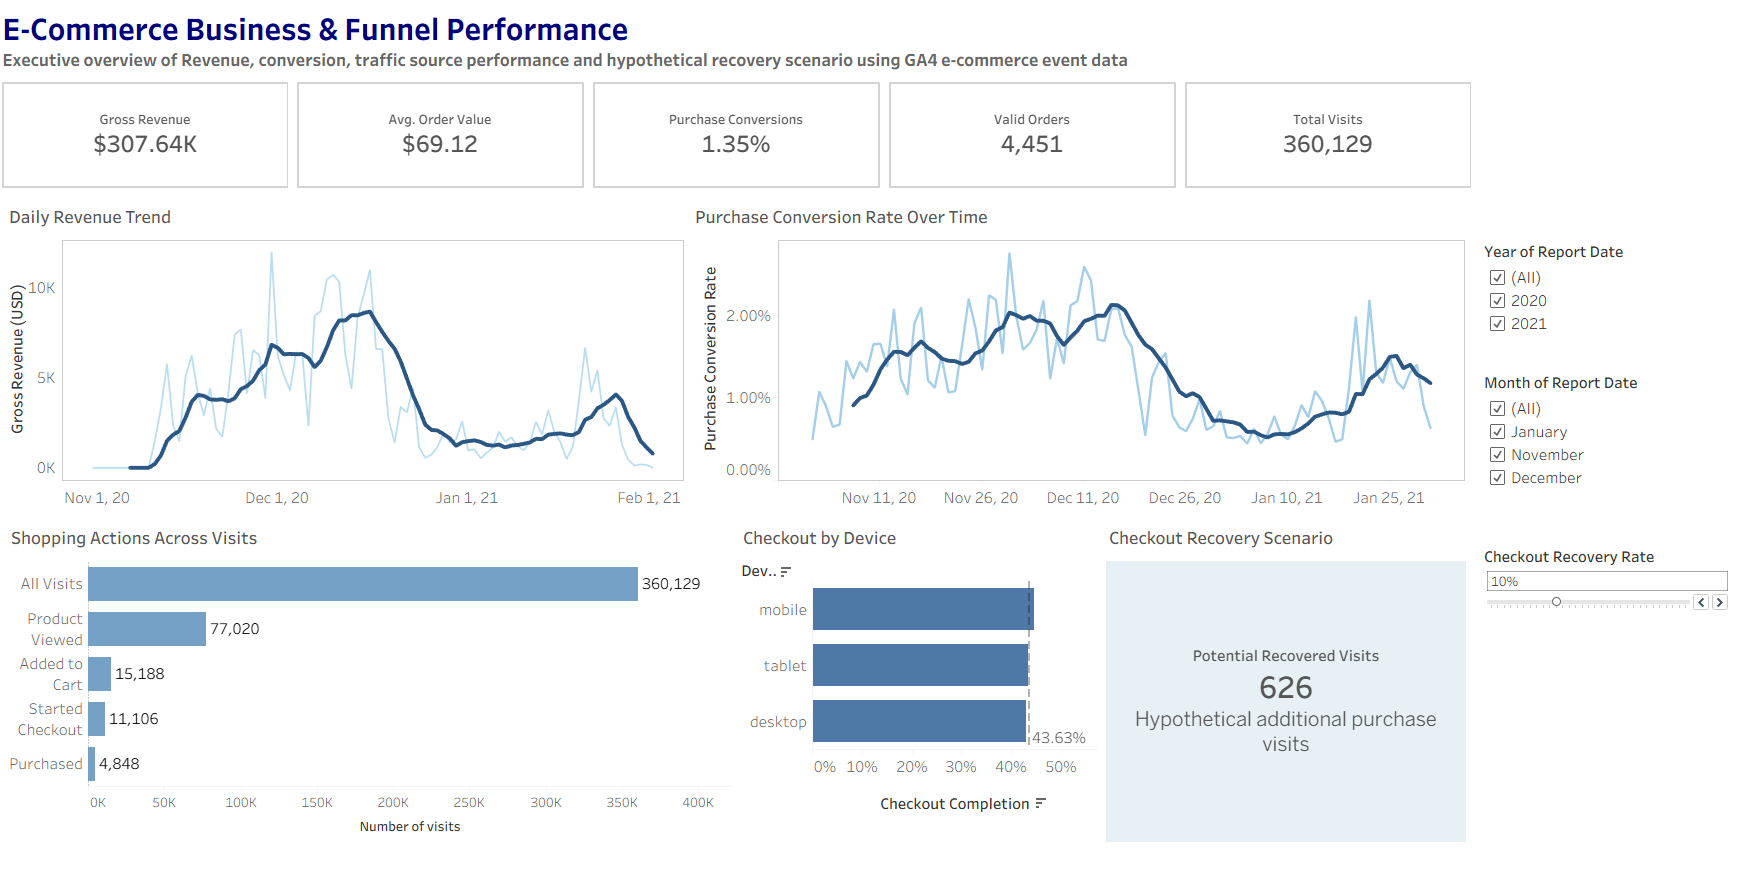 E-Commerce Business & Funnel Performance
Executive overview of Revenue, conversion, traffic source performance and hypothetical recovery scenario using GA4 e-commerce event data
Gross Revenue
$307.64K
Avg. Order Value
$69.12
Purchase Conversions
1.35%
Valid Orders
4,451
Total Visits
360,129
Daily Revenue Trend
Gross Revenue (USD)
10K
5K
0K
Nov 1, 20
Dec 1, 20
Jan 1, 21
Feb 1, 21
Purchase Conversion Rate Over Time
Purchase Conversion Rate
2.00%
1.00%
0.00%
Nov 11, 20
Nov 26, 20
Dec 11, 20
Dec 26, 20
Jan 10, 21
Jan 25, 21
Year of Report Date
(All)
2020
2021
Month of Report Date
(All)
January
November
December
Shopping Actions Across Visits
All Visits
360,129
Product
Viewed
77,020
Added to
Cart
15,188
Started
Checkout
11,106
Purchased
4,848
0K
50K
100K
150K
200K
250K
300K
350K
400K
Number of visits
Checkout by Device
Dev..
mobile
tablet
desktop
43.63%
0%
10%
20%
30%
40%
50%
Checkout Completion
Checkout Recovery Scenario
Potential Recovered Visits
626
Hypothetical additional purchase
visits
Checkout Recovery Rate
10%